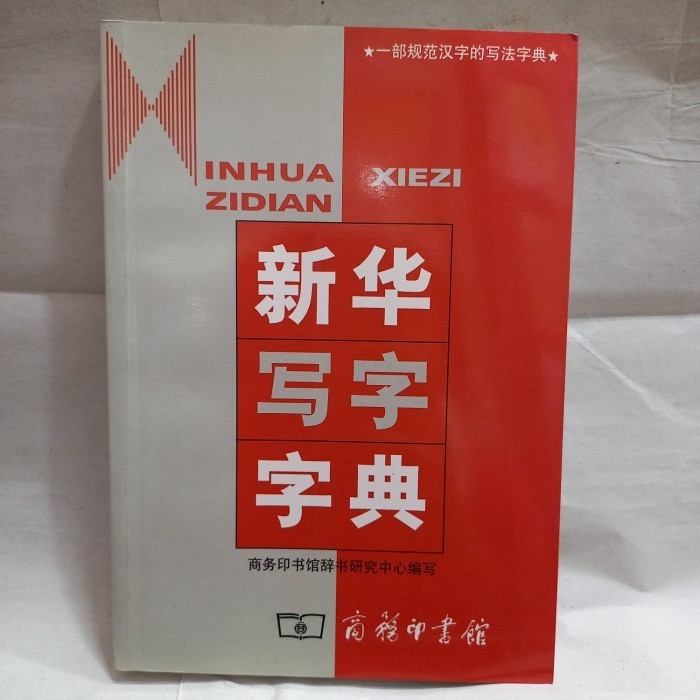 ★一部规范汉字的写法字典★
INHUA XIEZI
ZIDIAN
新华
写字
字典
商务印书馆辞书研究中心编写
商務印書館